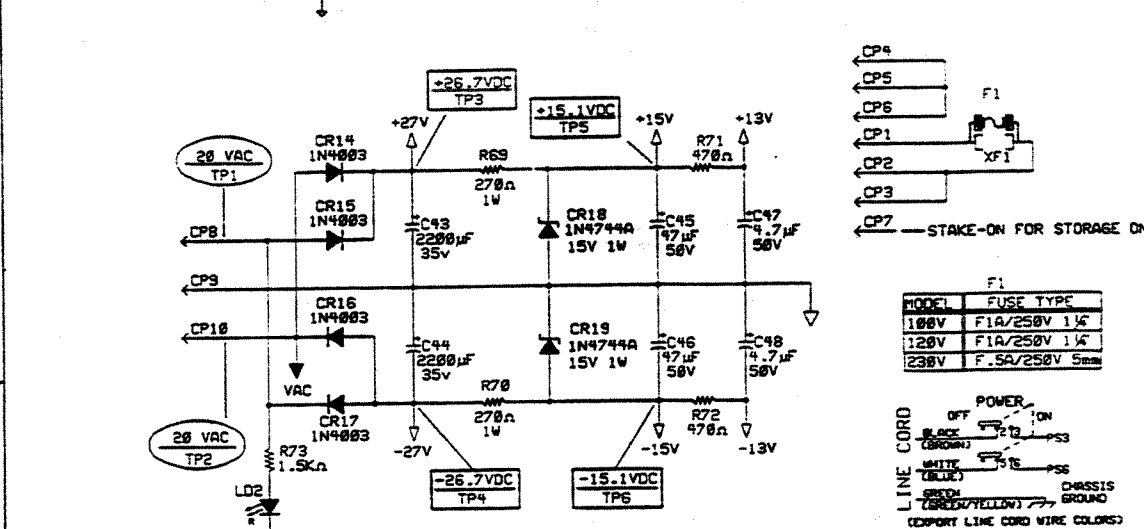 +26.7VDC
TP3
+15.1VDC
TP5
+27V
+15V
+13V
20 VAC
TP1
CR14
1N4003
R69
270Ω
1W
R71
470Ω
CR15
1N4003
C43
2200µF
35v
CR18
1N4744A
15V 1W
C45
47µF
50V
C47
4.7µF
50V
CP8
CP9
CP10
CR16
1N4003
C44
2200µF
35v
CR19
1N4744A
15V 1W
C46
47µF
50V
C48
4.7µF
50V
VAC
CR17
1N4003
R70
270Ω
1W
R72
470Ω
-27V
-15V
-13V
20 VAC
TP2
R73
1.5KΩ
LD2
R
-26.7VDC
TP4
-15.1VDC
TP6
CP4
CP5
CP6
CP1
CP2
CP3
CP7 STAKE-ON FOR STORAGE ON
F1
XF1
F1
MODEL FUSE TYPE
100V F1A/250V 1¼
120V F1A/250V 1¼
230V F.5A/250V 5mm
LINE CORD
POWER
OFF ON
BLACK
(BROWN)
PS3
WHITE
(BLUE)
PS6
GREEN
(GREEN/YELLOW)
CHASSIS
GROUND
(EXPORT LINE CORD WIRE COLORS)